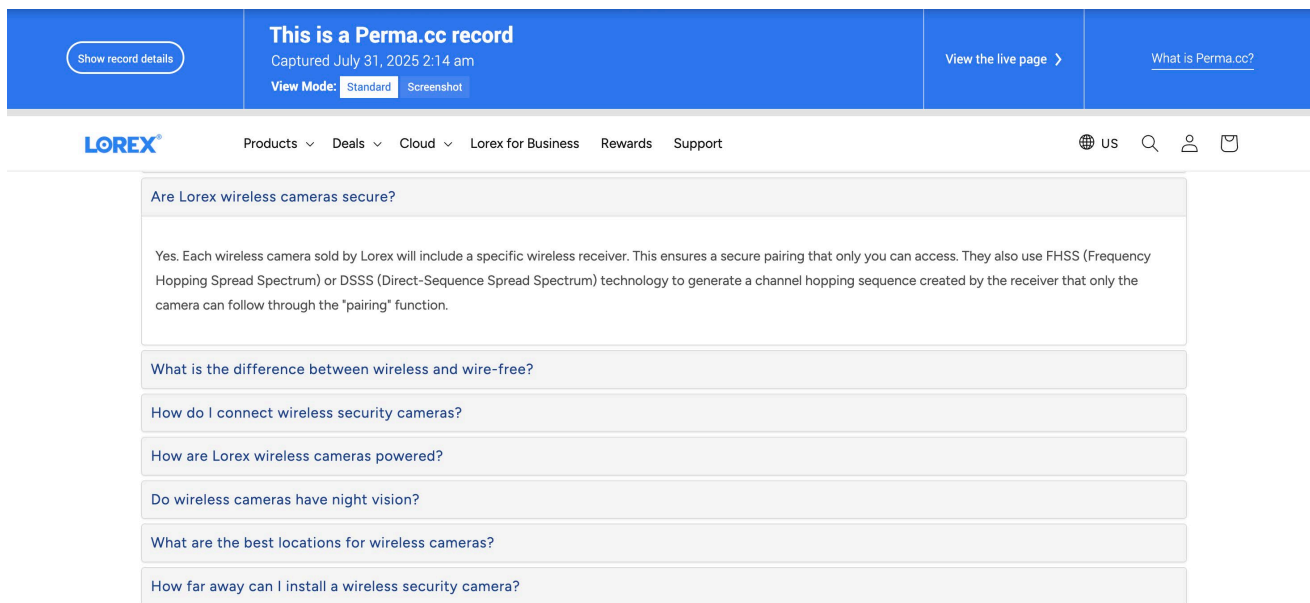 Show record details
This is a Perma.cc record
Captured July 31, 2025 2:14 am
View Mode: Standard Screenshot
View the live page ❯
What is Perma.cc?
LOREX®
Products Deals Cloud Lorex for Business Rewards Support
US
Are Lorex wireless cameras secure?
Yes. Each wireless camera sold by Lorex will include a specific wireless receiver. This ensures a secure pairing that only you can access. They also use FHSS (Frequency
Hopping Spread Spectrum) or DSSS (Direct-Sequence Spread Spectrum) technology to generate a channel hopping sequence created by the receiver that only the
camera can follow through the "pairing" function.
What is the difference between wireless and wire-free?
How do I connect wireless security cameras?
How are Lorex wireless cameras powered?
Do wireless cameras have night vision?
What are the best locations for wireless cameras?
How far away can I install a wireless security camera?